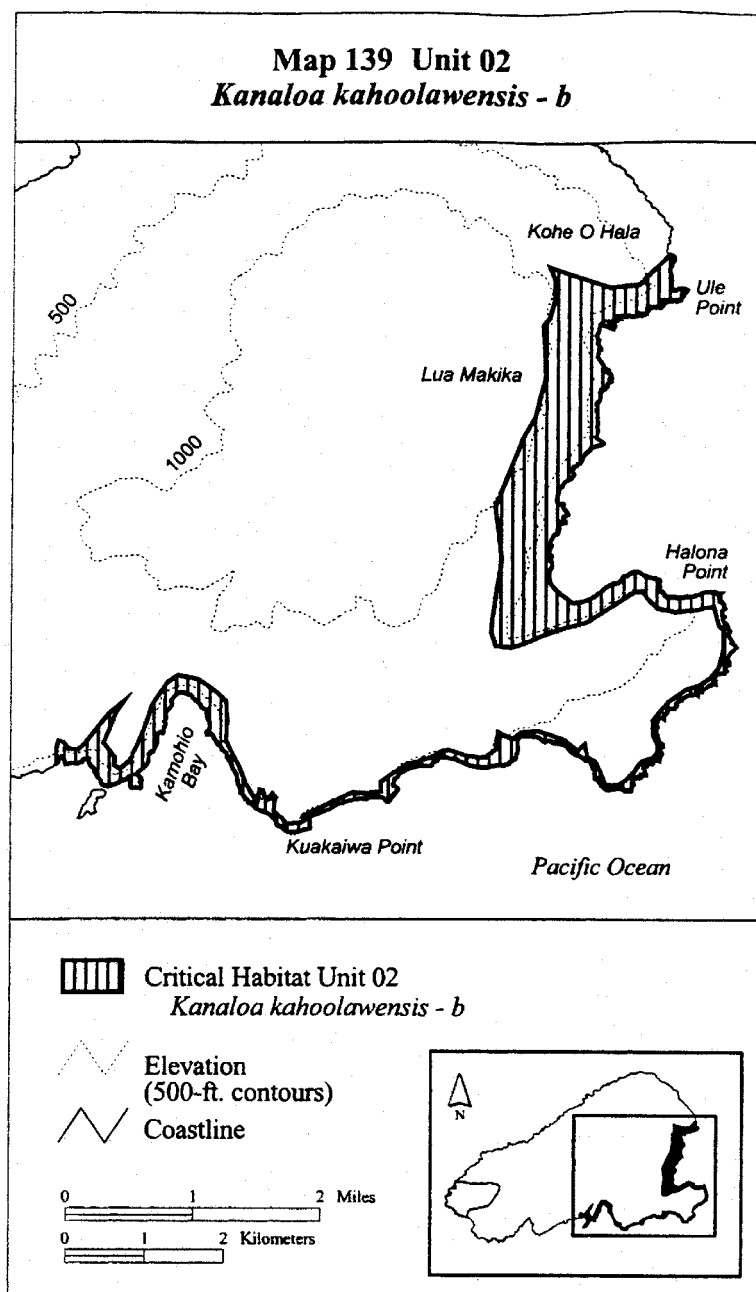 Map 139 Unit 02
Kanaloa kahoolawensis - b
Kohe O Hala
Ule
Point
500
Lua Makika
1000
Halona
Point
Kamohio
Bay
Kuakaiwa Point
Pacific Ocean
Critical Habitat Unit 02
Kanaloa kahoolawensis - b
Elevation
(500-ft. contours)
Coastline
N
0 1 2 Miles
0 1 2 Kilometers